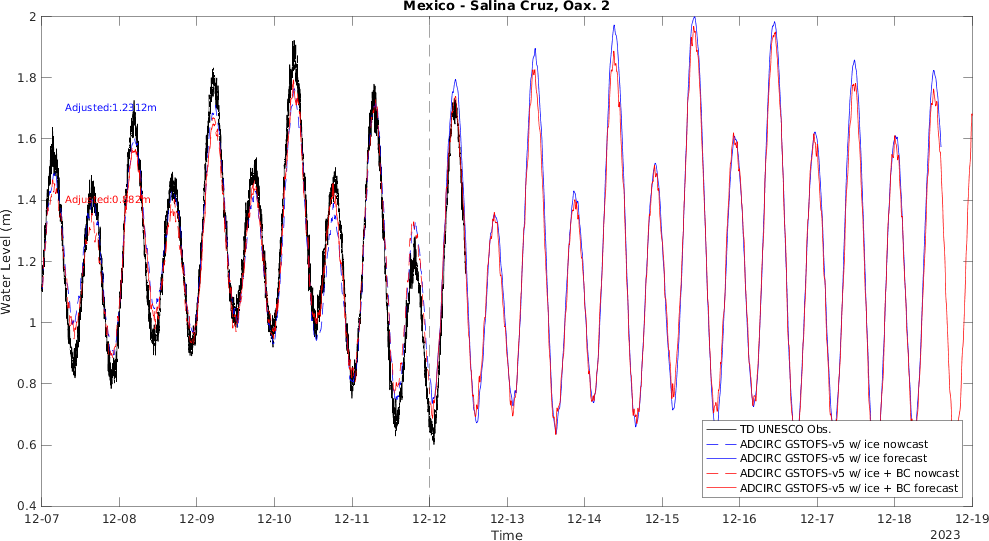 Mexico - Salina Cruz, Oax. 2
2
1.8
1.6
1.4
1.2
1
0.8
0.6
0.4
Water Level (m)
Adjusted:1.2312m
Adjusted:0.882m
TD UNESCO Obs.
ADCIRC GSTOFS-v5 w/ ice nowcast
ADCIRC GSTOFS-v5 w/ ice forecast
ADCIRC GSTOFS-v5 w/ ice + BC nowcast
ADCIRC GSTOFS-v5 w/ ice + BC forecast
12-07 12-08 12-09 12-10 12-11 12-12 12-13 12-14 12-15 12-16 12-17 12-18 12-19
Time
2023